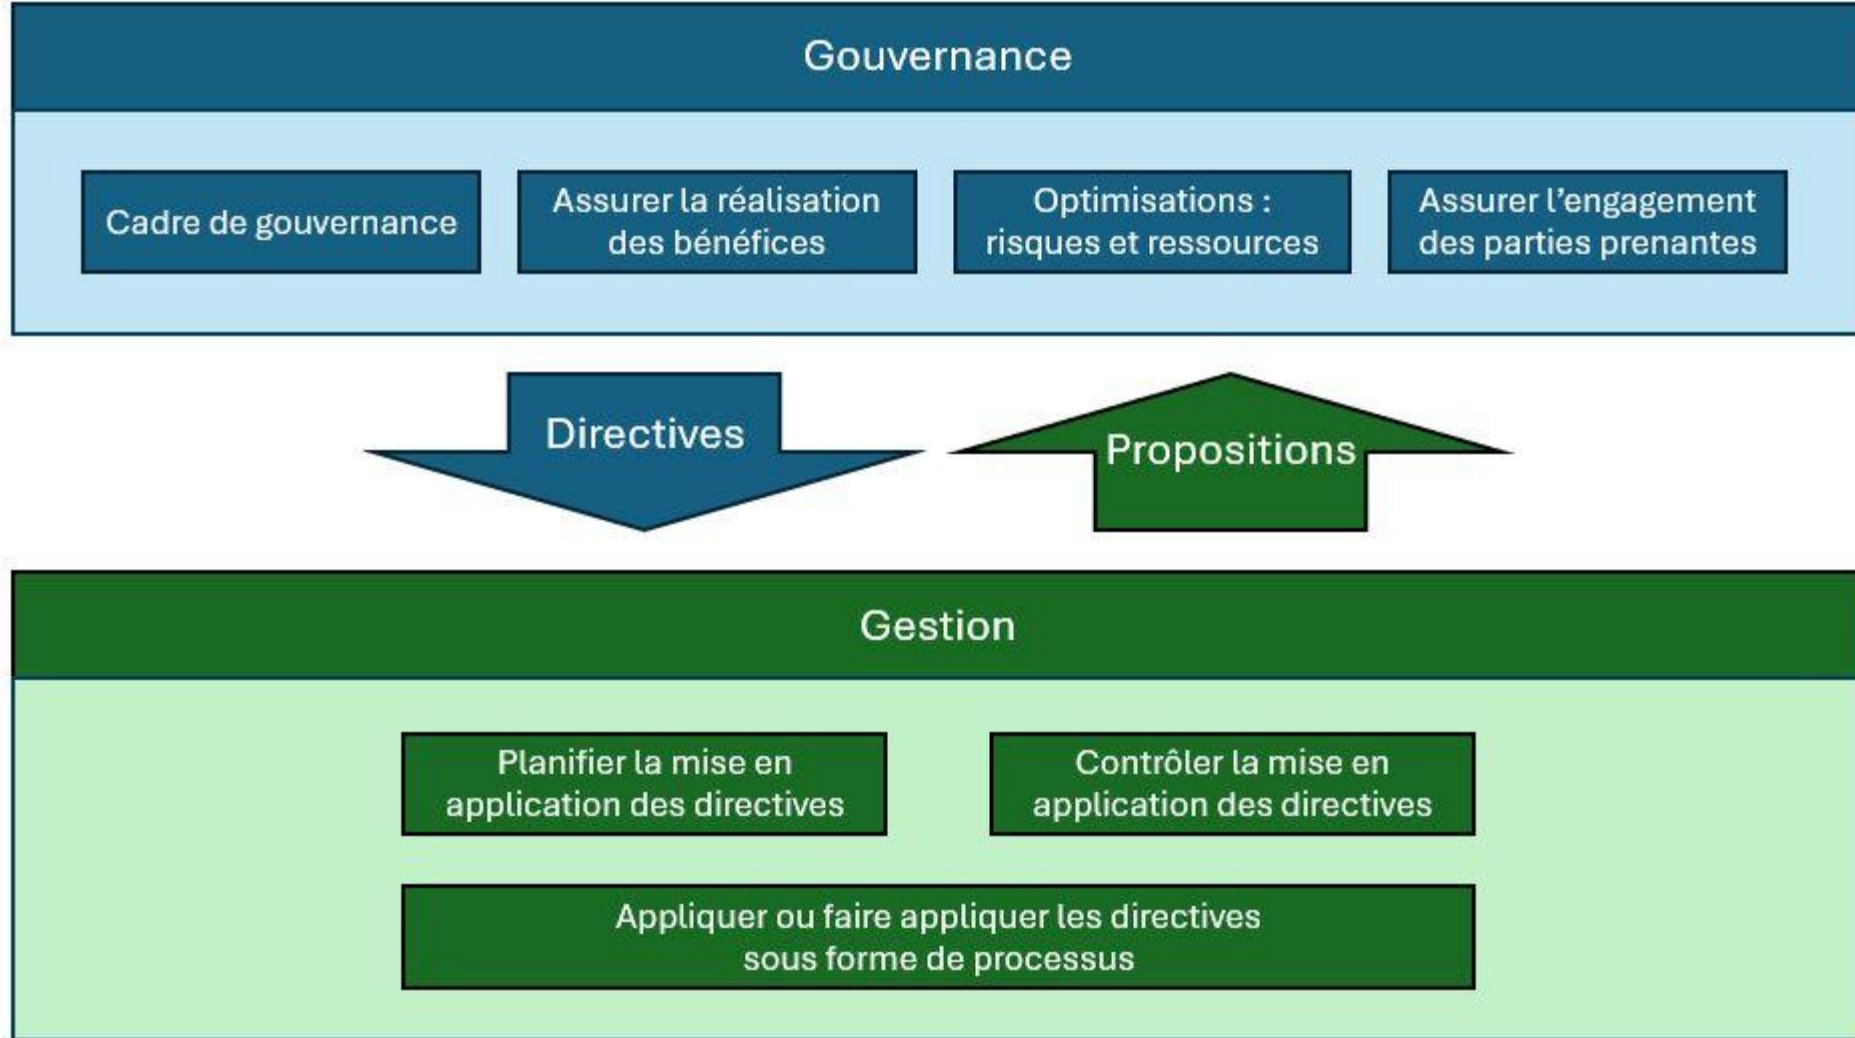 Gouvernance
Cadre de gouvernance
Assurer la réalisation
des bénéfices
Optimisations :
risques et ressources
Assurer l’engagement
des parties prenantes
Directives
Propositions
Gestion
Planifier la mise en
application des directives
Contrôler la mise en
application des directives
Appliquer ou faire appliquer les directives
sous forme de processus